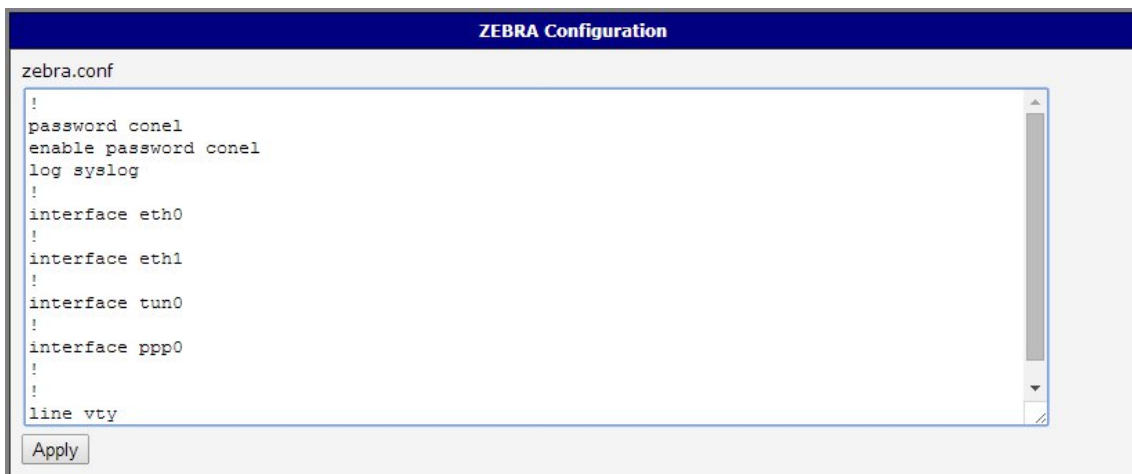 ZEBRA Configuration
zebra.conf
!
password conel
enable password conel
log syslog
!
interface eth0
!
interface eth1
!
interface tun0
!
interface ppp0
!
!
line vty
Apply